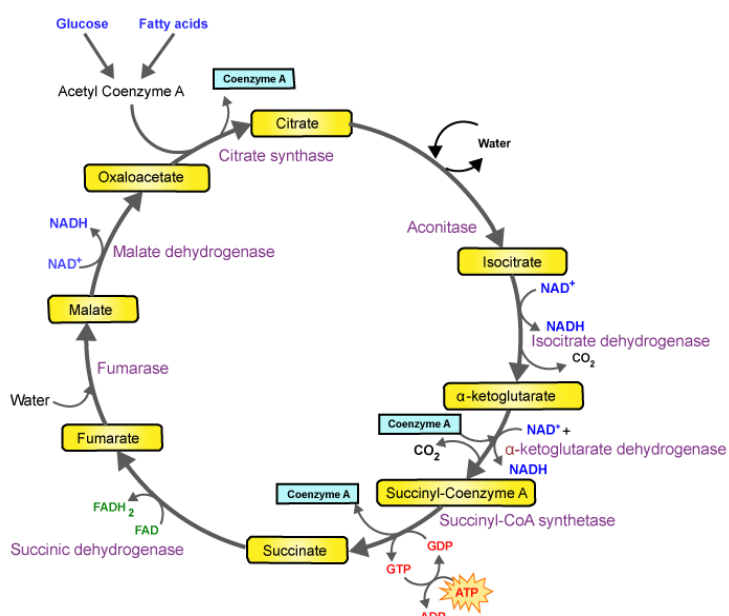 Glucose
Fatty acids
Acetyl Coenzyme A
Coenzyme A
Citrate
Citrate synthase
Water
Oxaloacetate
Aconitase
NADH
Malate dehydrogenase
NAD+
Isocitrate
NAD+
NADH
Isocitrate dehydrogenase
CO2
Malate
Fumarase
Water
α-ketoglutarate
Coenzyme A
NAD+ +
α-ketoglutarate dehydrogenase
CO2
NADH
Fumarate
Succinyl-Coenzyme A
Coenzyme A
Succinyl-CoA synthetase
FADH2
FAD
Succinic dehydrogenase
Succinate
GDP
GTP
ATP
ADP